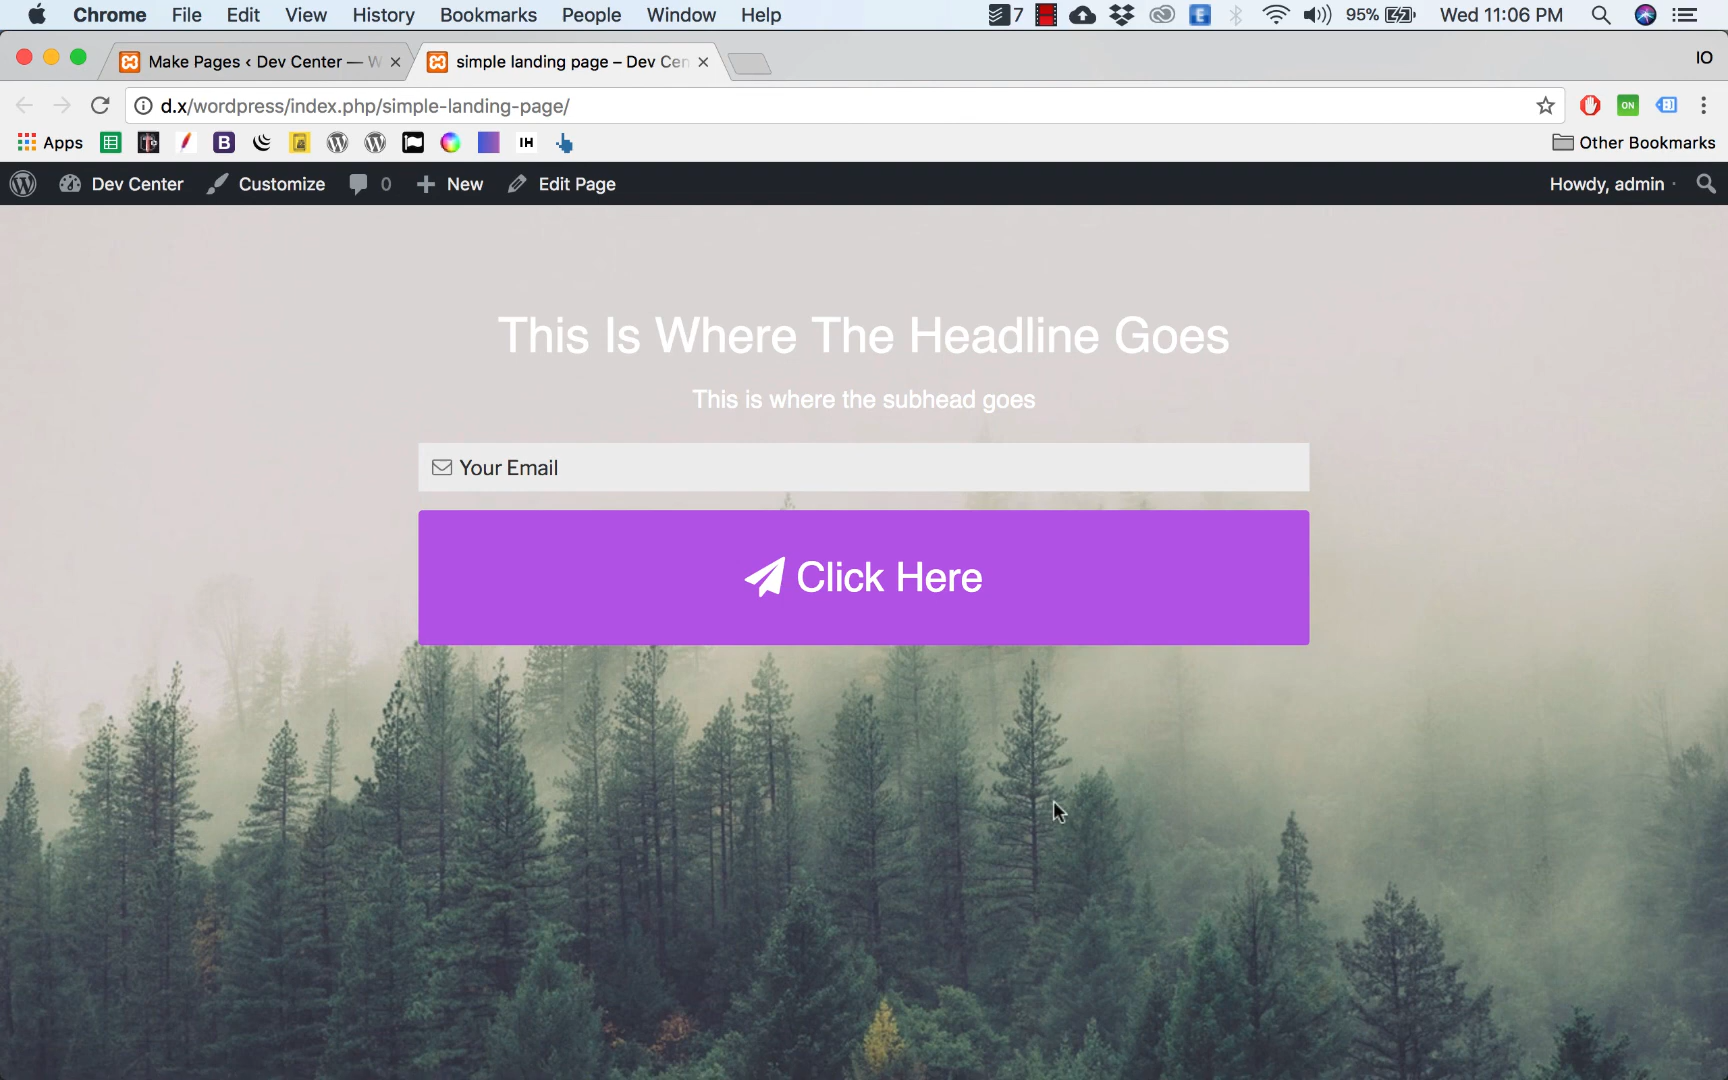 Chrome File Edit View History Bookmarks People Window Help 7 E 95% Wed 11:06 PM
Make Pages ‹ Dev Center — W simple landing page – Dev Cen IO
d.x/wordpress/index.php/simple-landing-page/ ON
Apps B IH Other Bookmarks
Dev Center Customize 0 New Edit Page Howdy, admin
This Is Where The Headline Goes
This is where the subhead goes
Your Email
Click Here